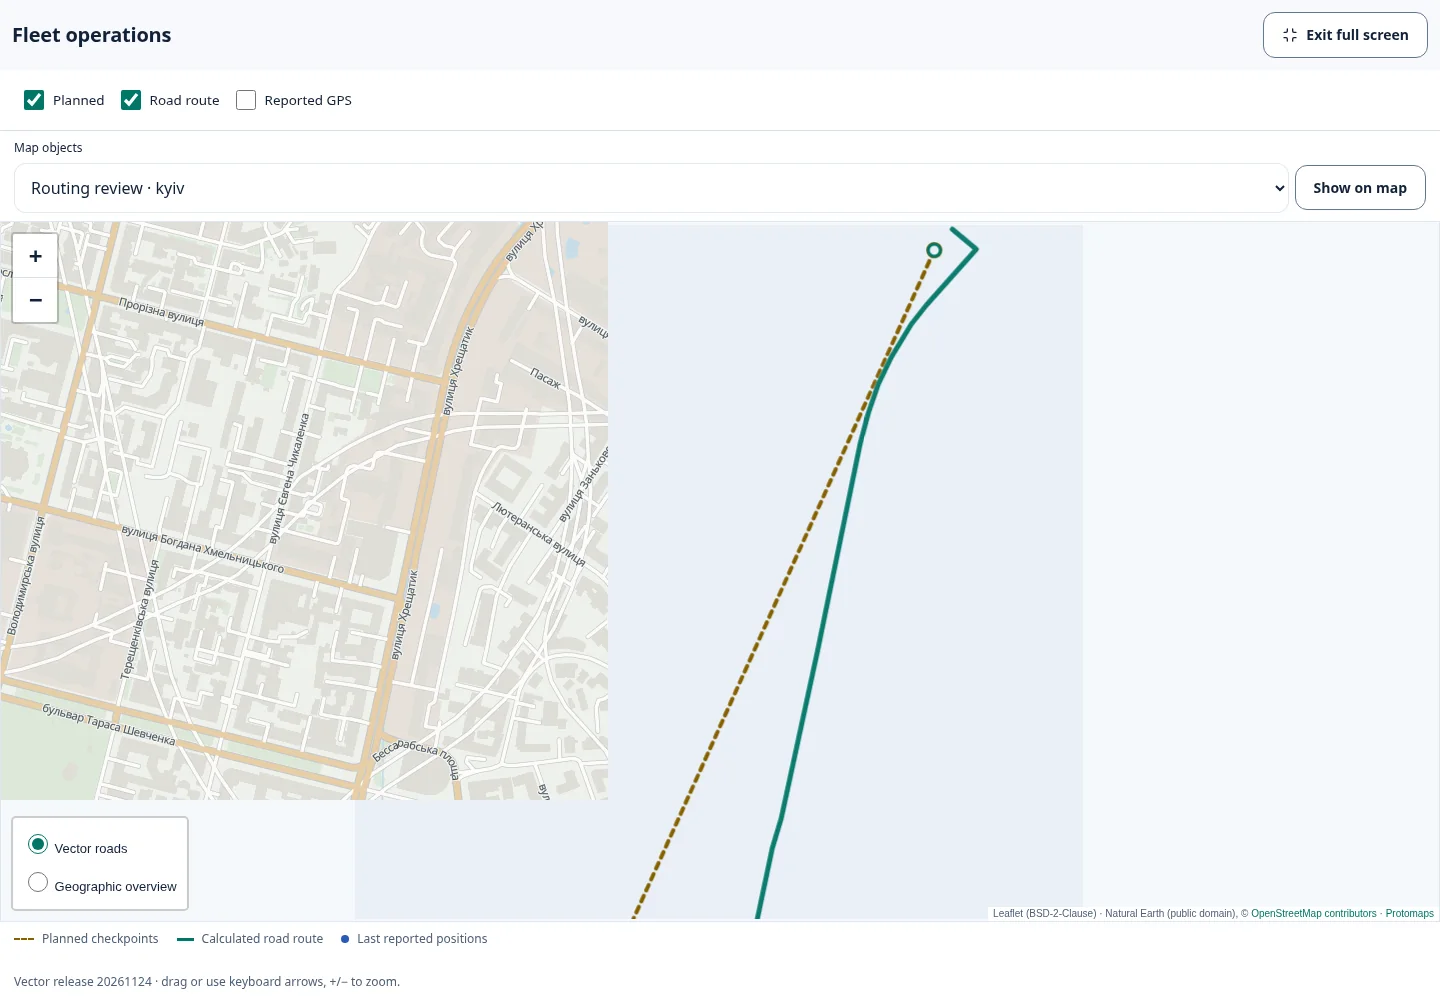 Fleet operations
Exit full screen
Planned
Road route
Reported GPS
Map objects
Routing review · kyiv
Show on map
+
−
вулиця Хр
Прорізна вулиця
вулиця Хрещатик
Пасаж
вулиця Євгена Чикаленка
Лютеранська вулиця
вулиця Богдана Хмельницького
Володимирська вулиця
Терещенківська вулиця
вулиця Хрещатик
бульвар Тараса Шевченка
Бессарабська площа
Vector roads
Geographic overview
Leaflet (BSD-2-Clause) · Natural Earth (public domain), © OpenStreetMap contributors · Protomaps
Planned checkpoints
Calculated road route
Last reported positions
Vector release 20261124 · drag or use keyboard arrows, +/− to zoom.